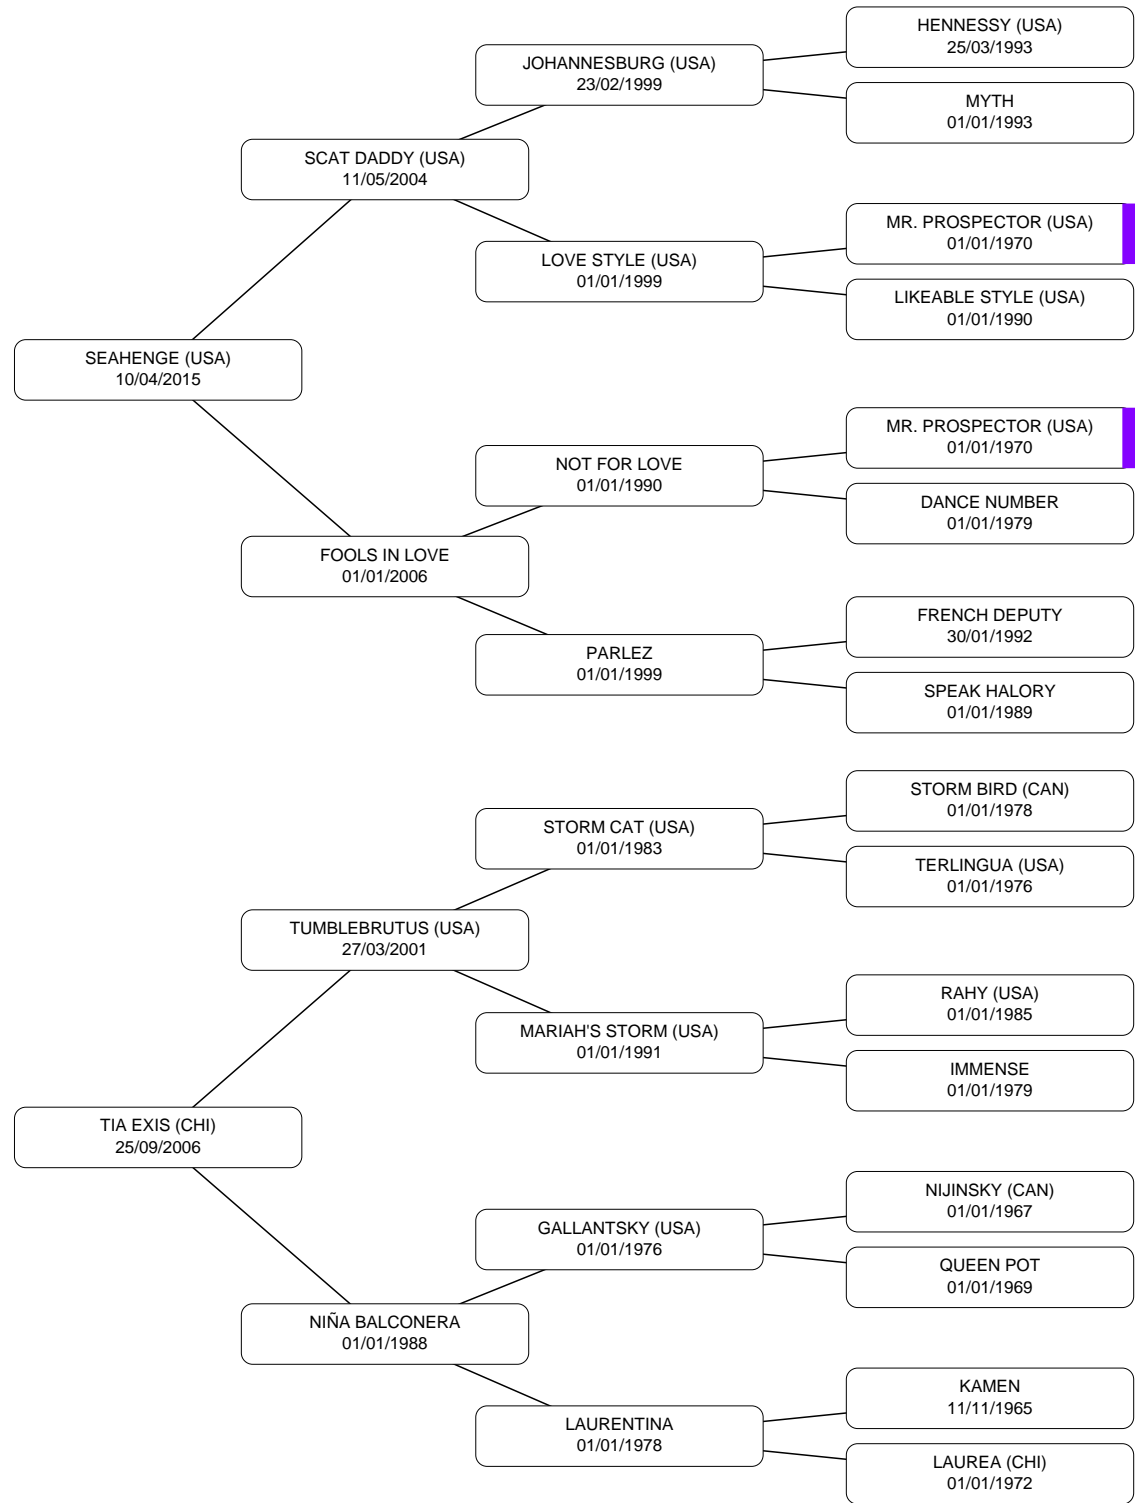 HENNESSY (USA)
25/03/1993
JOHANNESBURG (USA)
23/02/1999
MYTH
01/01/1993
SCAT DADDY (USA)
11/05/2004
MR. PROSPECTOR (USA)
01/01/1970
LOVE STYLE (USA)
01/01/1999
LIKEABLE STYLE (USA)
01/01/1990
SEAHENGE (USA)
10/04/2015
MR. PROSPECTOR (USA)
01/01/1970
NOT FOR LOVE
01/01/1990
DANCE NUMBER
01/01/1979
FOOLS IN LOVE
01/01/2006
FRENCH DEPUTY
30/01/1992
PARLEZ
01/01/1999
SPEAK HALORY
01/01/1989
STORM BIRD (CAN)
01/01/1978
STORM CAT (USA)
01/01/1983
TERLINGUA (USA)
01/01/1976
TUMBLEBRUTUS (USA)
27/03/2001
RAHY (USA)
01/01/1985
MARIAH'S STORM (USA)
01/01/1991
IMMENSE
01/01/1979
TIA EXIS (CHI)
25/09/2006
NIJINSKY (CAN)
01/01/1967
GALLANTSKY (USA)
01/01/1976
QUEEN POT
01/01/1969
NIÑA BALCONERA
01/01/1988
KAMEN
11/11/1965
LAURENTINA
01/01/1978
LAUREA (CHI)
01/01/1972